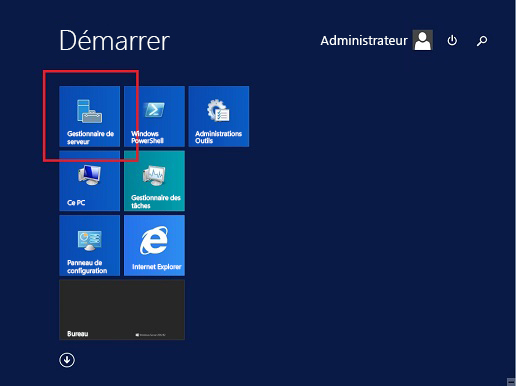 Démarrer
Administrateur
Gestionnaire de
serveur
Windows
PowerShell
Administrations
Outils
Ce PC
Gestionnaire des
tâches
Panneau de
configuration
Internet Explorer
Bureau